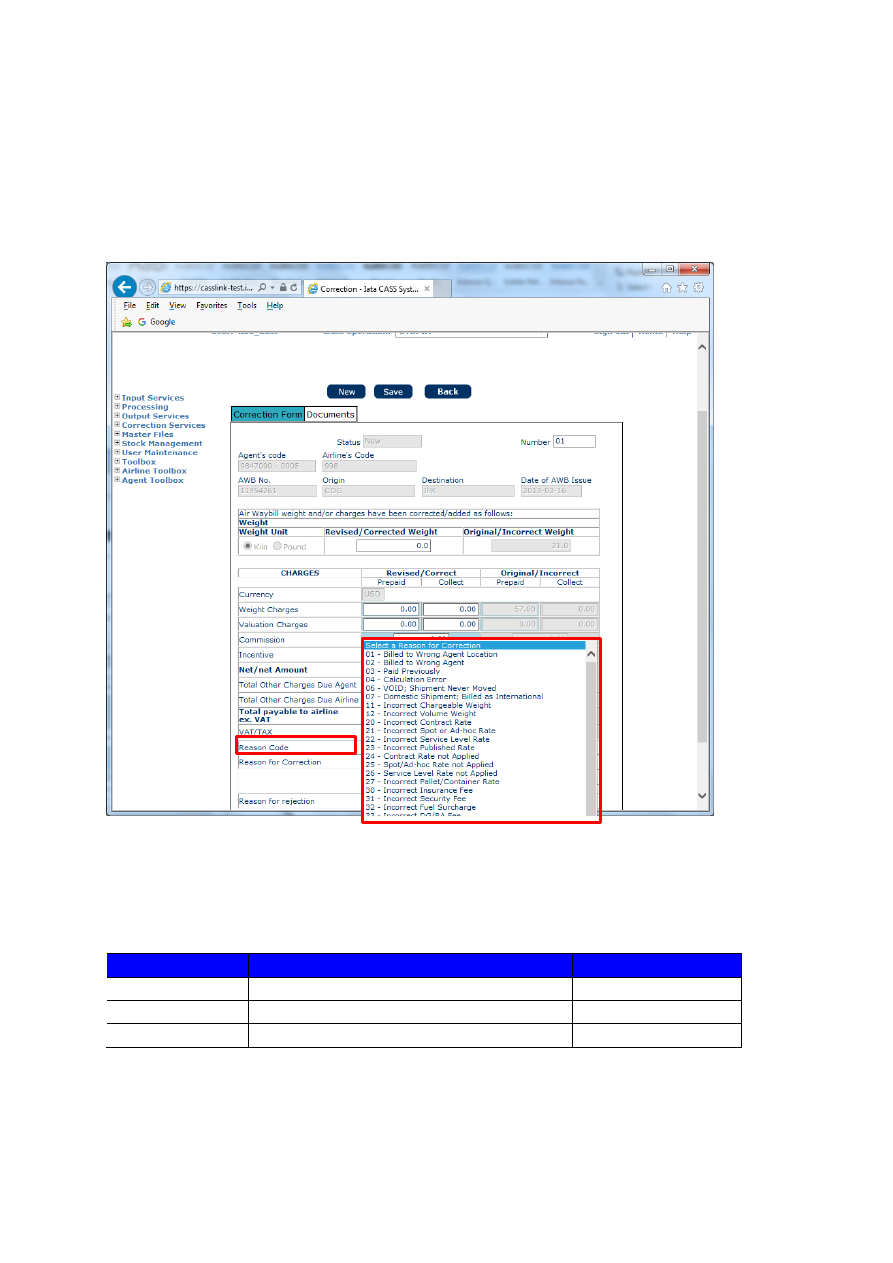 https://casslink-test.i...
Correction - Iata CASS Syst...
File Edit View Favorites Tools Help
Google
New Save Back
Input Services
Processing
Output Services
Correction Services
Master Files
Stock Management
User Maintenance
Toolbox
Airline Toolbox
Agent Toolbox
Correction Form Documents
Status New Number 01
Agent's code Airline's Code
9847000 - 0005 998
AWB No. Origin Destination Date of AWB Issue
11954261 CDG JFK 2013-03-16
Air Waybill weight and/or charges have been corrected/added as follows:
Weight
Weight Unit Revised/Corrected Weight Original/Incorrect Weight
Kilo Pound 0.0 21.0
CHARGES Revised/Correct Original/Incorrect
Prepaid Collect Prepaid Collect
Currency USD
Weight Charges 0.00 0.00 57.00 0.00
Valuation Charges 0.00 0.00 0.00 0.00
Commission
Incentive
Net/net Amount
Total Other Charges Due Agent
Total Other Charges Due Airline
Total payable to airline
ex. VAT
VAT/TAX
Reason Code
Reason for Correction
Reason for rejection
Select a Reason for Correction
01 - Billed to Wrong Agent Location
02 - Billed to Wrong Agent
03 - Paid Previously
04 - Calculation Error
06 - VOID; Shipment Never Moved
07 - Domestic Shipment; Billed as International
11 - Incorrect Chargeable Weight
12 - Incorrect Volume Weight
20 - Incorrect Contract Rate
21 - Incorrect Spot or Ad-hoc Rate
22 - Incorrect Service Level Rate
23 - Incorrect Published Rate
24 - Contract Rate not Applied
25 - Spot/Ad-hoc Rate not Applied
26 - Service Level Rate not Applied
27 - Incorrect Pallet/Container Rate
30 - Incorrect Insurance Fee
31 - Incorrect Security Fee
32 - Incorrect Fuel Surcharge
33 - Incorrect DG/RA Fee